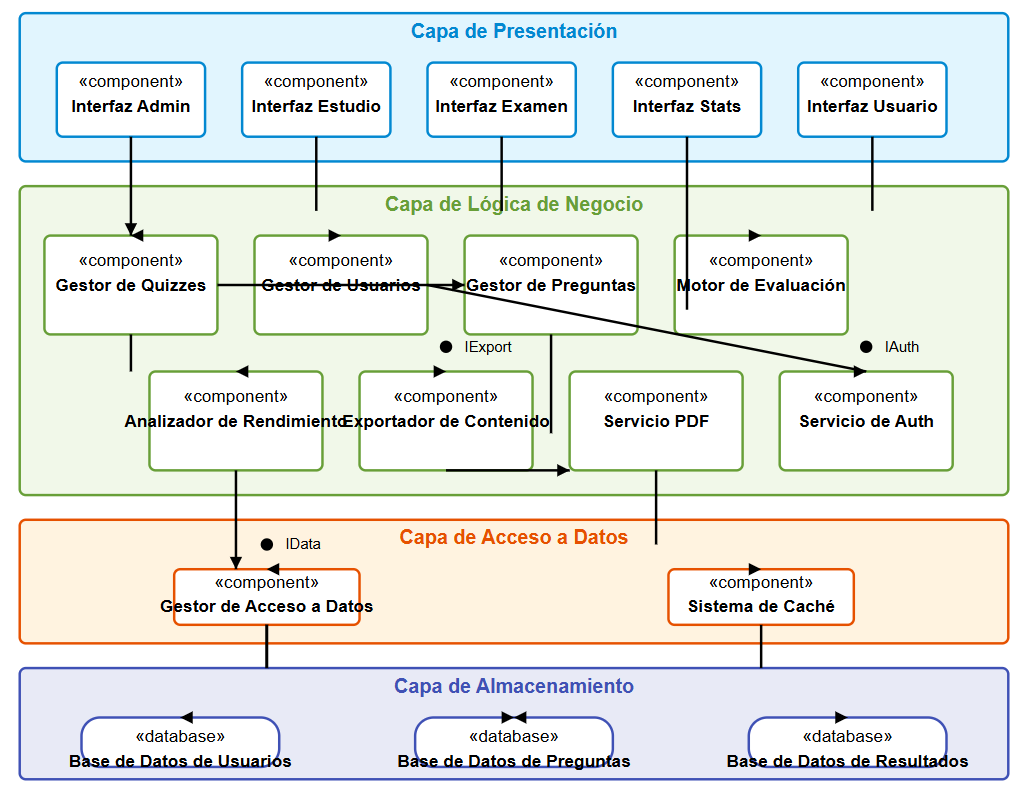 Capa de Presentación
«component»
Interfaz Admin
«component»
Interfaz Estudio
«component»
Interfaz Examen
«component»
Interfaz Stats
«component»
Interfaz Usuario
Capa de Lógica de Negocio
«component»
Gestor de Quizzes
«component»
Gestor de Usuarios
«component»
Gestor de Preguntas
«component»
Motor de Evaluación
IExport
IAuth
«component»
Analizador de Rendimiento
«component»
Exportador de Contenido
«component»
Servicio PDF
«component»
Servicio de Auth
Capa de Acceso a Datos
IData
«component»
Gestor de Acceso a Datos
«component»
Sistema de Caché
Capa de Almacenamiento
«database»
Base de Datos de Usuarios
«database»
Base de Datos de Preguntas
«database»
Base de Datos de Resultados